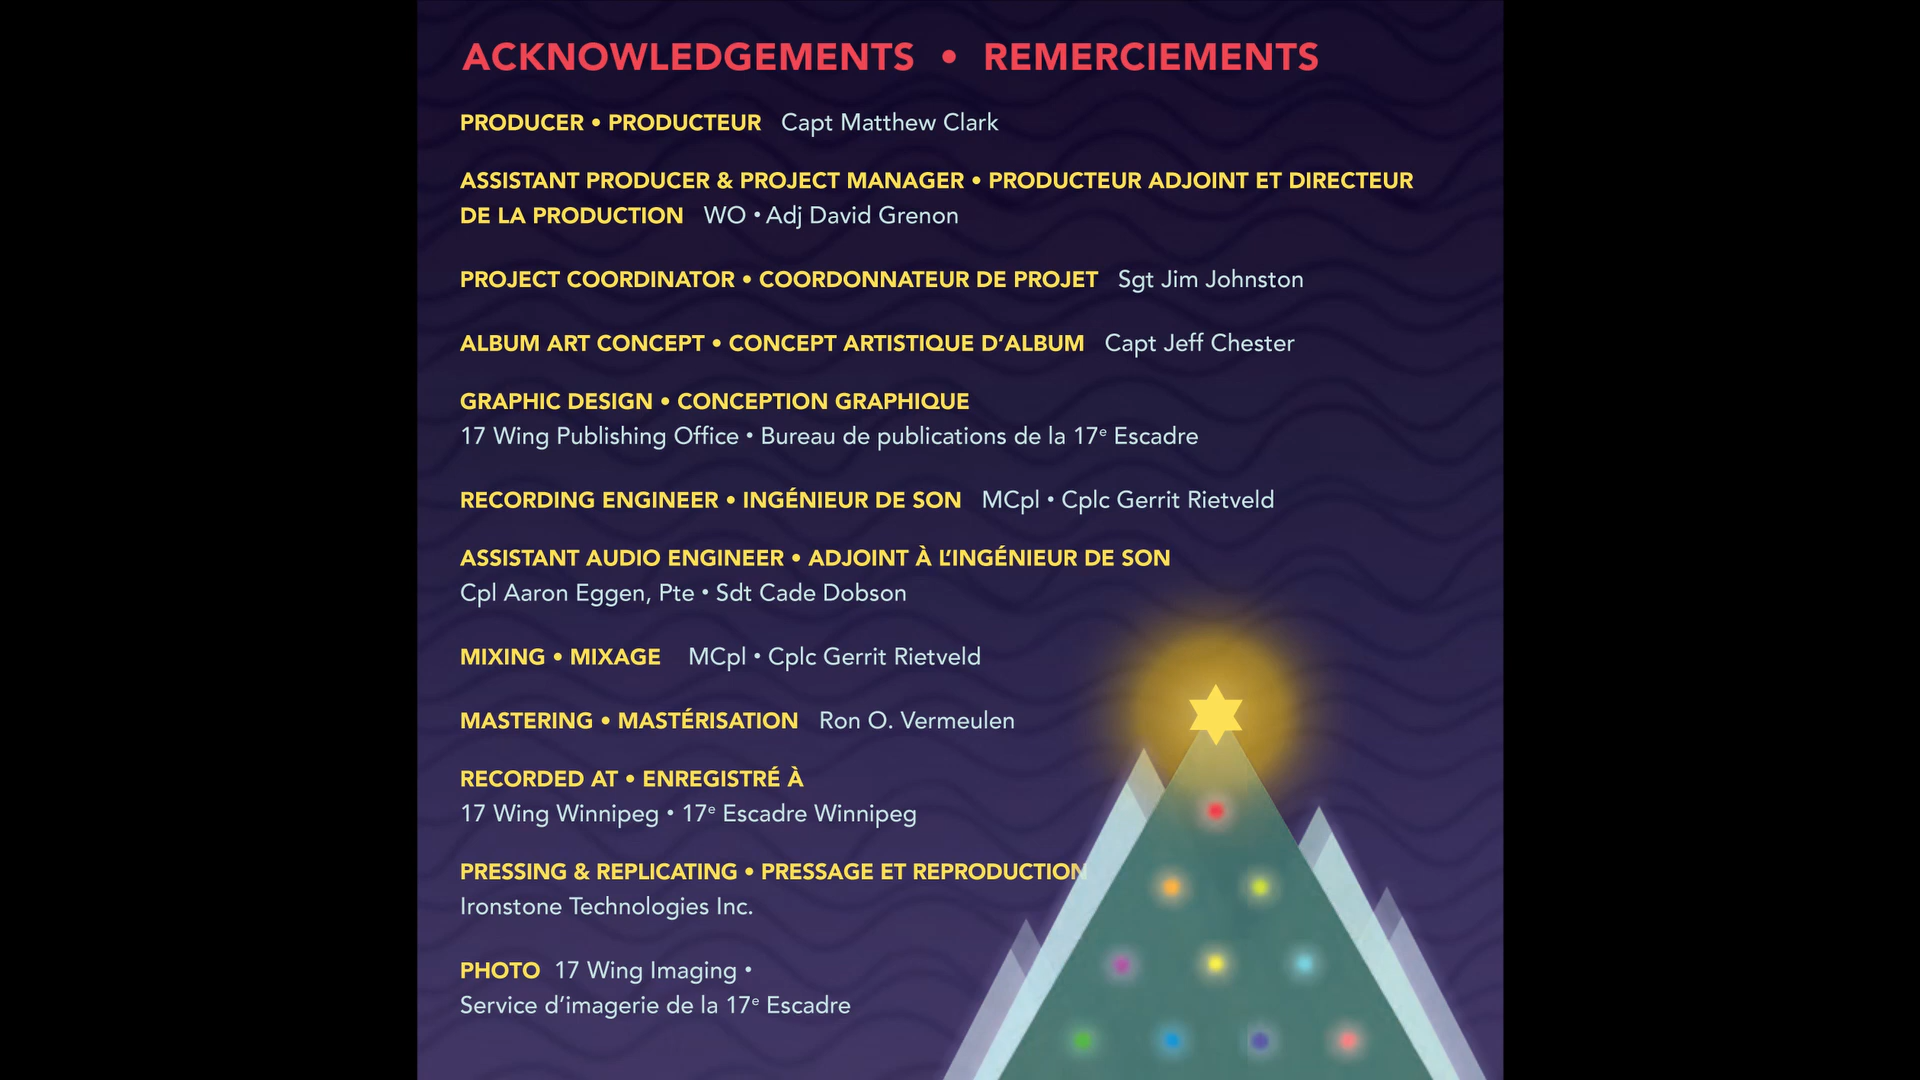 ACKNOWLEDGEMENTS • REMERCIEMENTS
PRODUCER • PRODUCTEUR Capt Matthew Clark
ASSISTANT PRODUCER & PROJECT MANAGER • PRODUCTEUR ADJOINT ET DIRECTEUR
DE LA PRODUCTION WO • Adj David Grenon
PROJECT COORDINATOR • COORDONNATEUR DE PROJET Sgt Jim Johnston
ALBUM ART CONCEPT • CONCEPT ARTISTIQUE D’ALBUM Capt Jeff Chester
GRAPHIC DESIGN • CONCEPTION GRAPHIQUE
17 Wing Publishing Office • Bureau de publications de la 17ᵉ Escadre
RECORDING ENGINEER • INGÉNIEUR DE SON MCpl • Cplc Gerrit Rietveld
ASSISTANT AUDIO ENGINEER • ADJOINT À L’INGÉNIEUR DE SON
Cpl Aaron Eggen, Pte • Sdt Cade Dobson
MIXING • MIXAGE MCpl • Cplc Gerrit Rietveld
MASTERING • MASTÉRISATION Ron O. Vermeulen
RECORDED AT • ENREGISTRÉ À
17 Wing Winnipeg • 17ᵉ Escadre Winnipeg
PRESSING & REPLICATING • PRESSAGE ET REPRODUCTION
Ironstone Technologies Inc.
PHOTO 17 Wing Imaging •
Service d’imagerie de la 17ᵉ Escadre